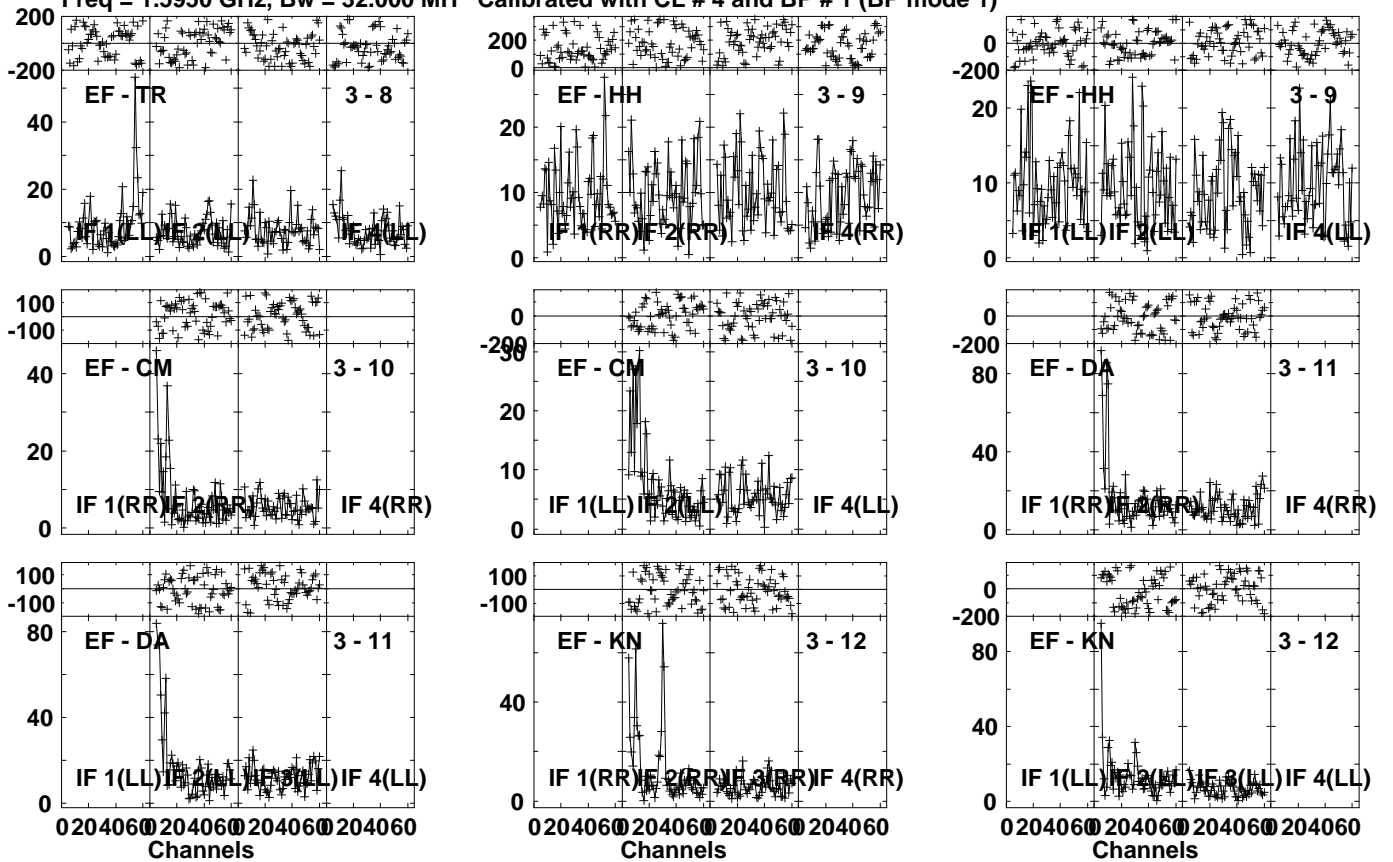 Freq = 1.5950 GHz, Bw = 32.000 MH Calibrated with CL # 4 and BP # 1 (BP mode 1)
200
-200
EF - TR 3 - 8
40
20
0
IF 1(LL) IF 2(LL) IF 4(LL)
200
0
EF - HH 3 - 9
20
10
0
IF 1(RR) IF 2(RR) IF 4(RR)
0
-200
EF - HH 3 - 9
20
10
0
IF 1(LL) IF 2(LL) IF 4(LL)
100
-100
EF - CM 3 - 10
40
20
0
IF 1(RR) IF 2(RR) IF 4(RR)
0
-200
30
EF - CM 3 - 10
20
10
0
IF 1(LL) IF 2(LL) IF 4(LL)
0
-200
EF - DA 3 - 11
80
40
0
IF 1(RR) IF 2(RR) IF 4(RR)
100
-100
80
EF - DA 3 - 11
40
0
IF 1(LL) IF 2(LL) IF 3(LL) IF 4(LL)
0 20 40 60 0 20 40 60 0 20 40 60 0 20 40 60
Channels
100
-100
EF - KN 3 - 12
40
0
IF 1(RR) IF 2(RR) IF 3(RR) IF 4(RR)
0 20 40 60 0 20 40 60 0 20 40 60 0 20 40 60
Channels
0
-200
EF - KN 3 - 12
80
40
0
IF 1(LL) IF 2(LL) IF 3(LL) IF 4(LL)
0 20 40 60 0 20 40 60 0 20 40 60 0 20 40 60
Channels